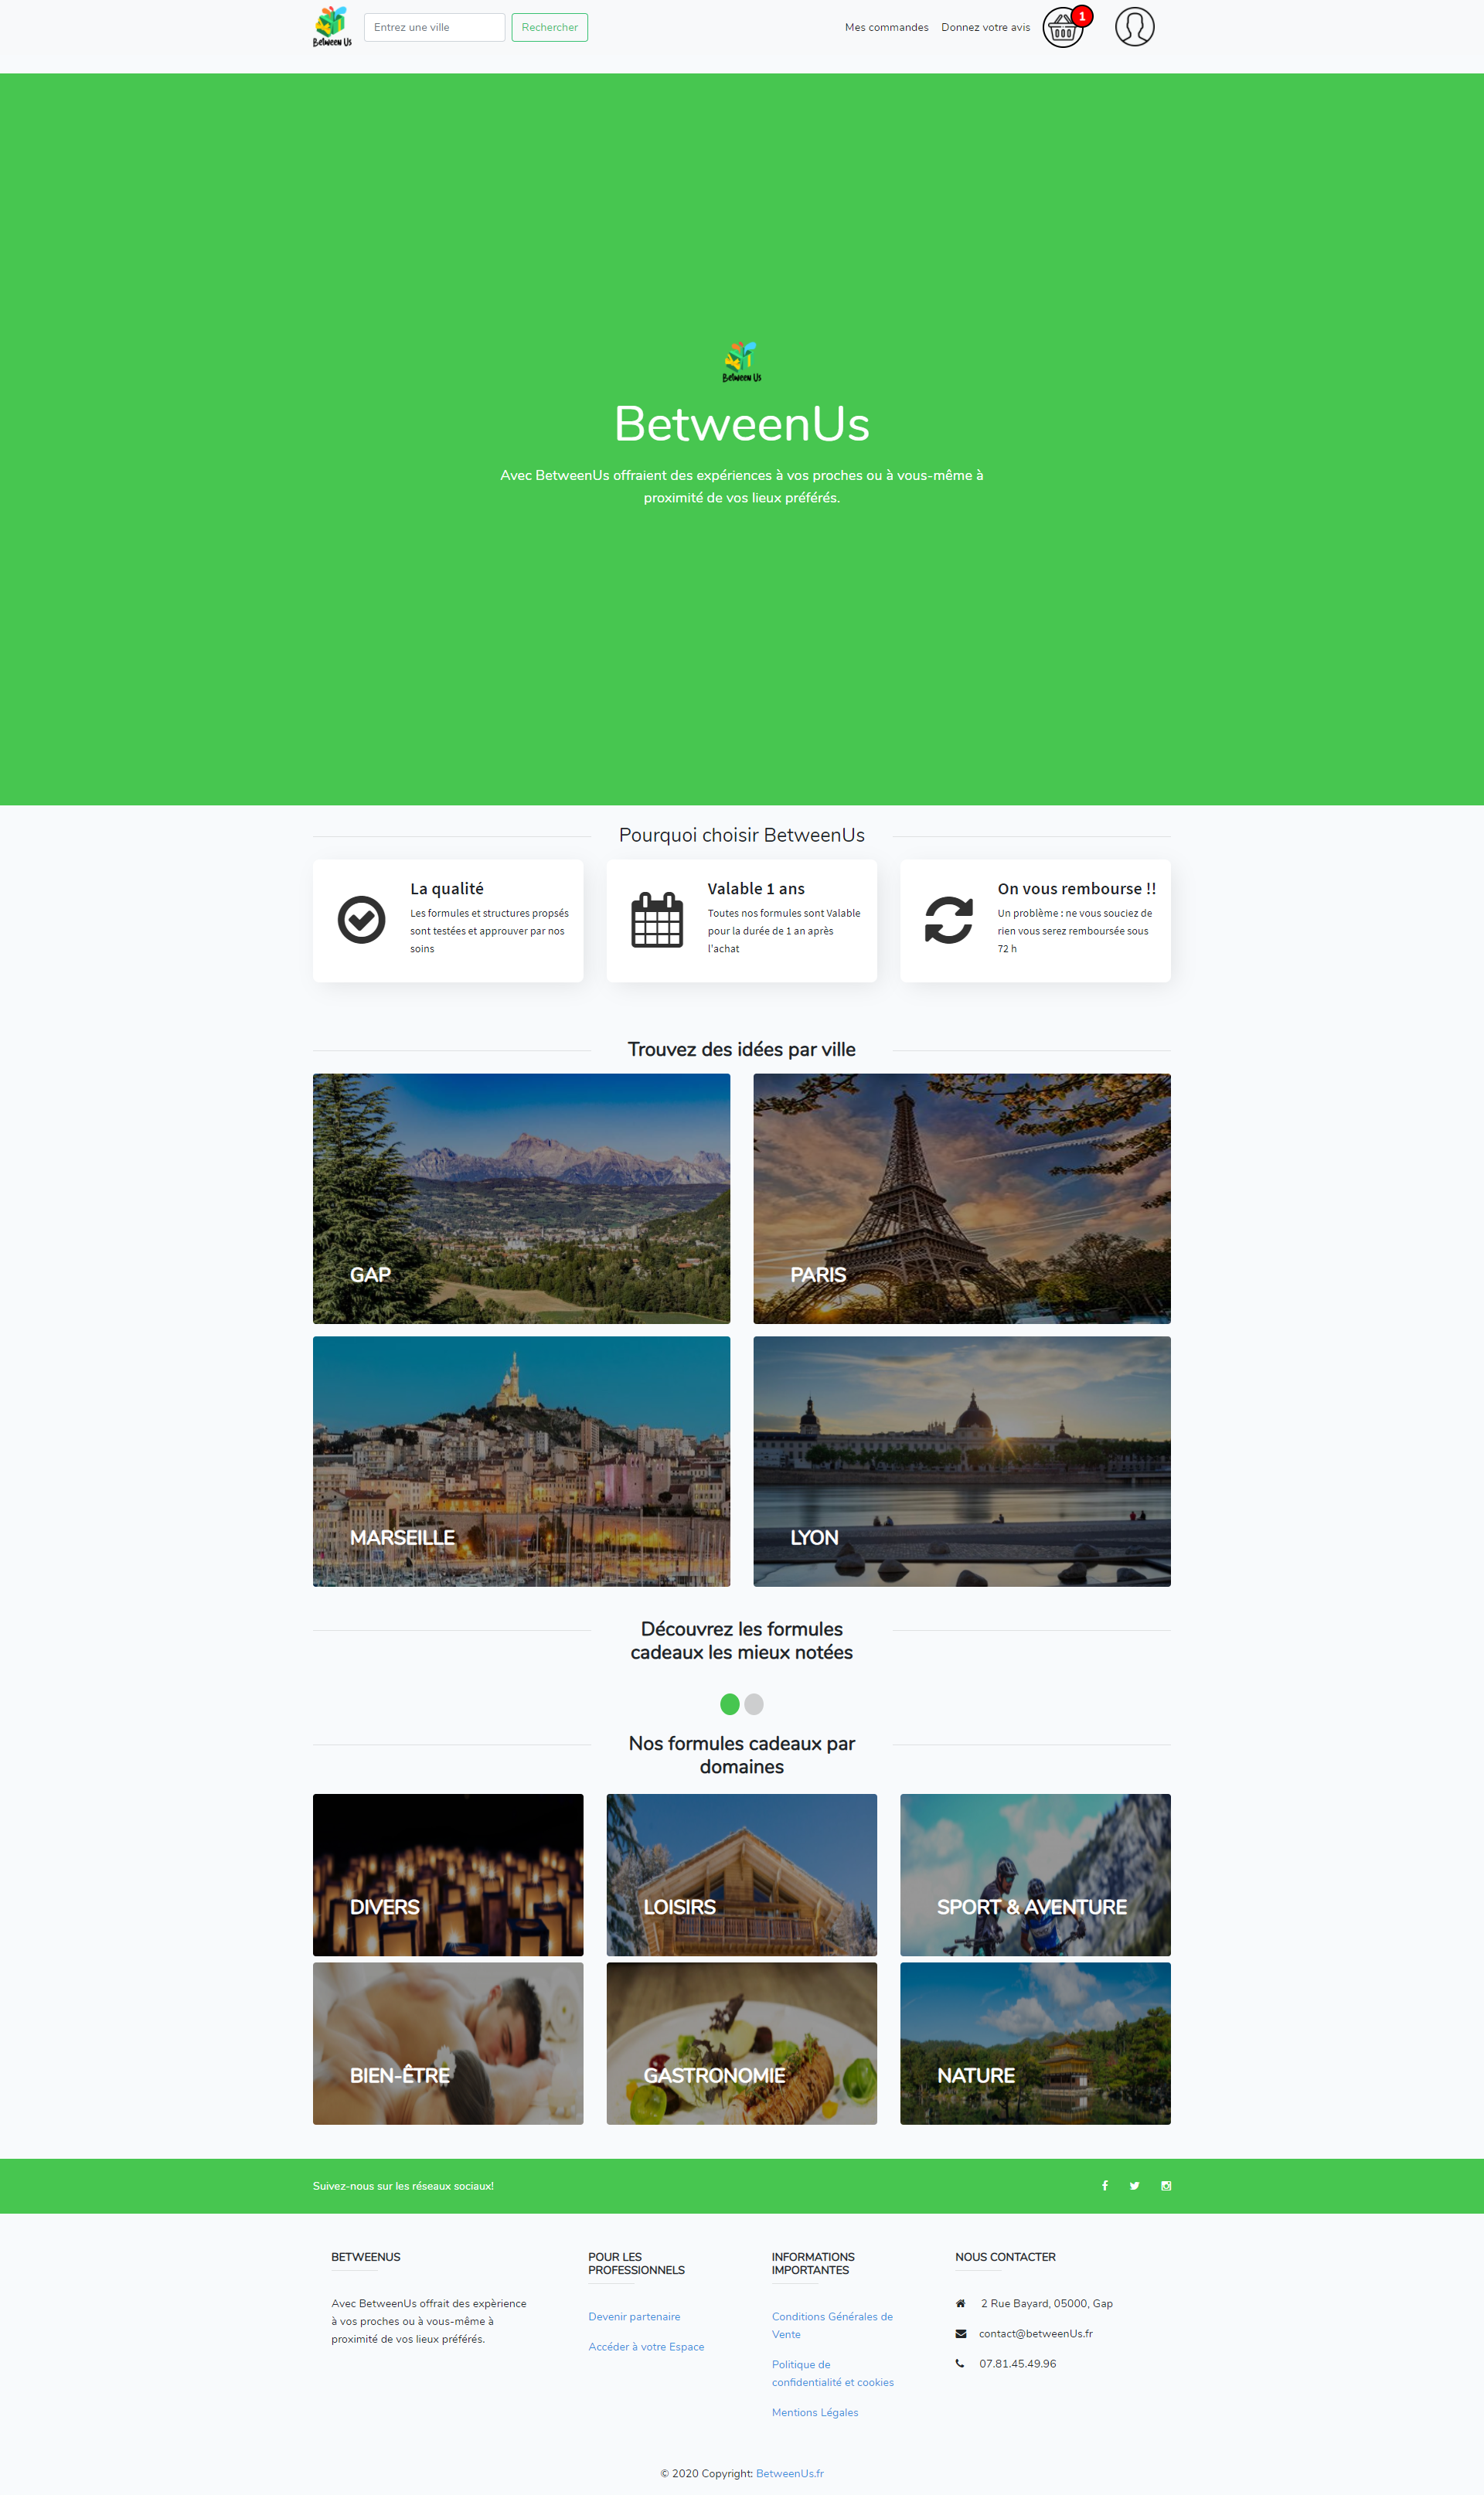 Between Us
Entrez une ville
Rechercher
Mes commandes
Donnez votre avis
1
Between Us
BetweenUs
Avec BetweenUs offraient des expériences à vos proches ou à vous-même à
proximité de vos lieux préférés.
Pourquoi choisir BetweenUs
La qualité
Les formules et structures propsés
sont testées et approuver par nos
soins
Valable 1 ans
Toutes nos formules sont Valable
pour la durée de 1 an après
l'achat
On vous rembourse !!
Un problème : ne vous souciez de
rien vous serez remboursée sous
72 h
Trouvez des idées par ville
GAP
PARIS
MARSEILLE
LYON
Découvrez les formules
cadeaux les mieux notées
Nos formules cadeaux par
domaines
DIVERS
LOISIRS
SPORT & AVENTURE
BIEN-ÊTRE
GASTRONOMIE
NATURE
Suivez-nous sur les réseaux sociaux!
BETWEENUS
Avec BetweenUs offrait des expèrience
à vos proches ou à vous-même à
proximité de vos lieux préférés.
POUR LES
PROFESSIONNELS
Devenir partenaire
Accéder à votre Espace
INFORMATIONS
IMPORTANTES
Conditions Générales de
Vente
Politique de
confidentialité et cookies
Mentions Légales
NOUS CONTACTER
2 Rue Bayard, 05000, Gap
contact@betweenUs.fr
07.81.45.49.96
© 2020 Copyright: BetweenUs.fr